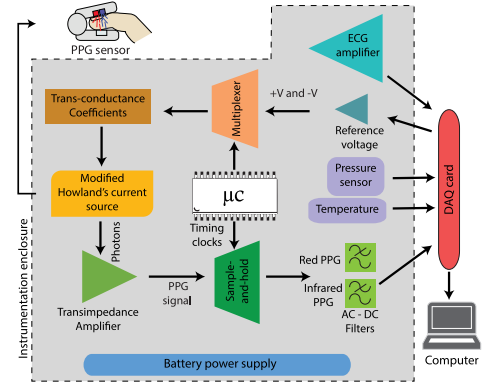 PPG sensor
ECG
amplifier
Trans-conductance
Coefficients
Multiplexer
+V and -V
Reference
voltage
Modified
Howland's current
source
μc
Pressure
sensor
Temperature
DAQ card
Timing
clocks
Photons
Instrumentation enclosure
Transimpedance
Amplifier
PPG
signal
Sample-
and-hold
Red PPG
Infrared
PPG
AC - DC
Filters
Computer
Battery power supply